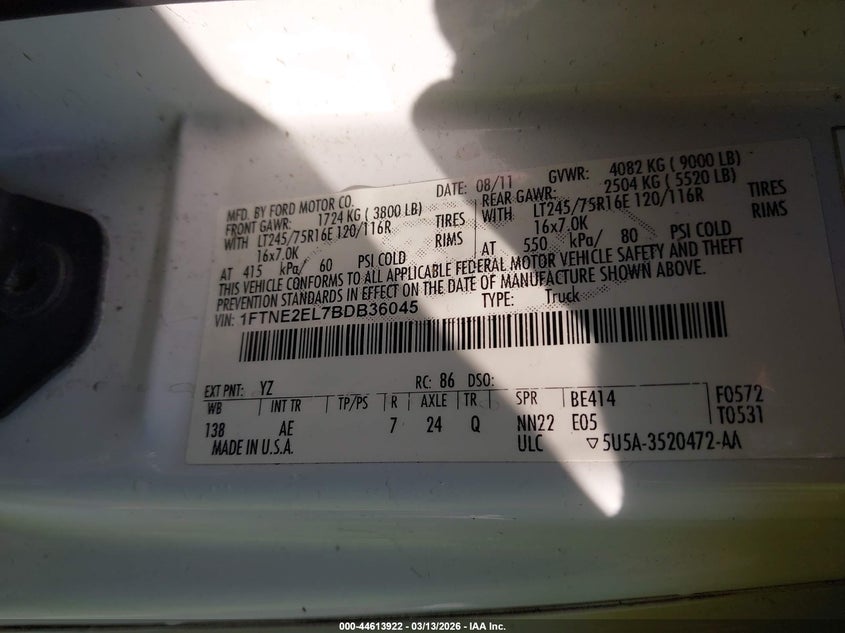 MFD. BY FORD MOTOR CO.
DATE: 08/11 GVWR: 4082 KG ( 9000 LB)
FRONT GAWR: 1724 KG ( 3800 LB)
REAR GAWR: 2504 KG ( 5520 LB)
WITH LT245/75R16E 120/116R TIRES
WITH LT245/75R16E 120/116R TIRES
16x7.0K RIMS
16x7.0K RIMS
AT 415 kPa/ 60 PSI COLD
AT 550 kPa/ 80 PSI COLD
THIS VEHICLE CONFORMS TO ALL APPLICABLE FEDERAL MOTOR VEHICLE SAFETY AND THEFT
PREVENTION STANDARDS IN EFFECT ON THE DATE OF MANUFACTURE SHOWN ABOVE.
VIN: 1FTNE2EL7BDB36045 TYPE: Truck
EXT PNT: YZ RC: 86 DSO:
WB INT TR TP/PS R AXLE TR SPR BE414 F0572
138 AE 7 24 Q NN22 E05 T0531
MADE IN U.S.A. ULC ▽5U5A-3520472-AA
000-44613922 | 03/13/2026 - IAA Inc.